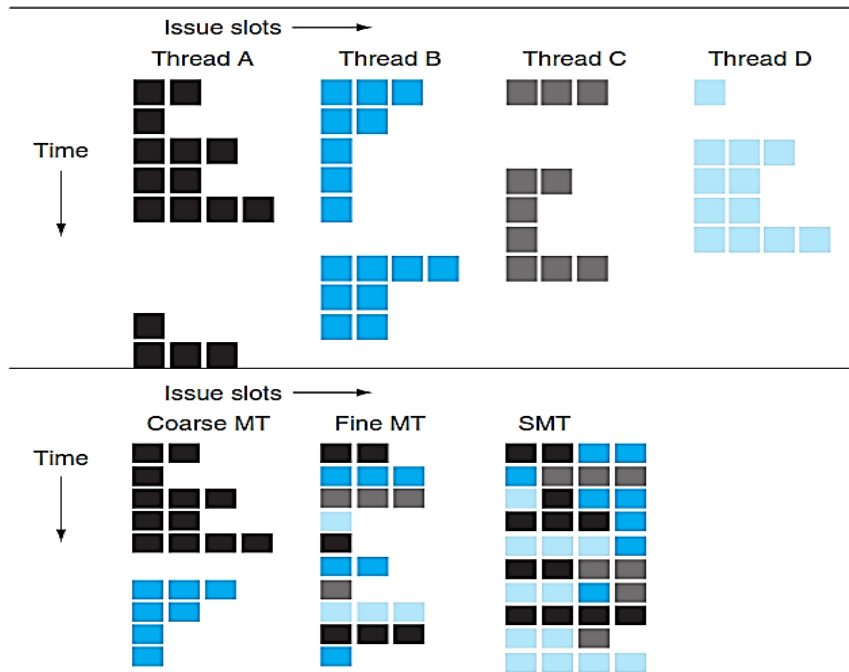 Issue slots
Thread A Thread B Thread C Thread D
Time
Issue slots
Coarse MT Fine MT SMT
Time